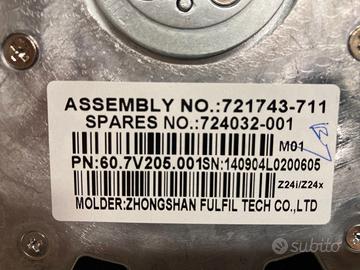 ASSEMBLY NO.:721743-711
SPARES NO.:724032-001
M01
PN:60.7V205.001SN:140904L0200605
Z24i/Z24x
MOLDER:ZHONGSHAN FULFIL TECH CO.,LTD
subito